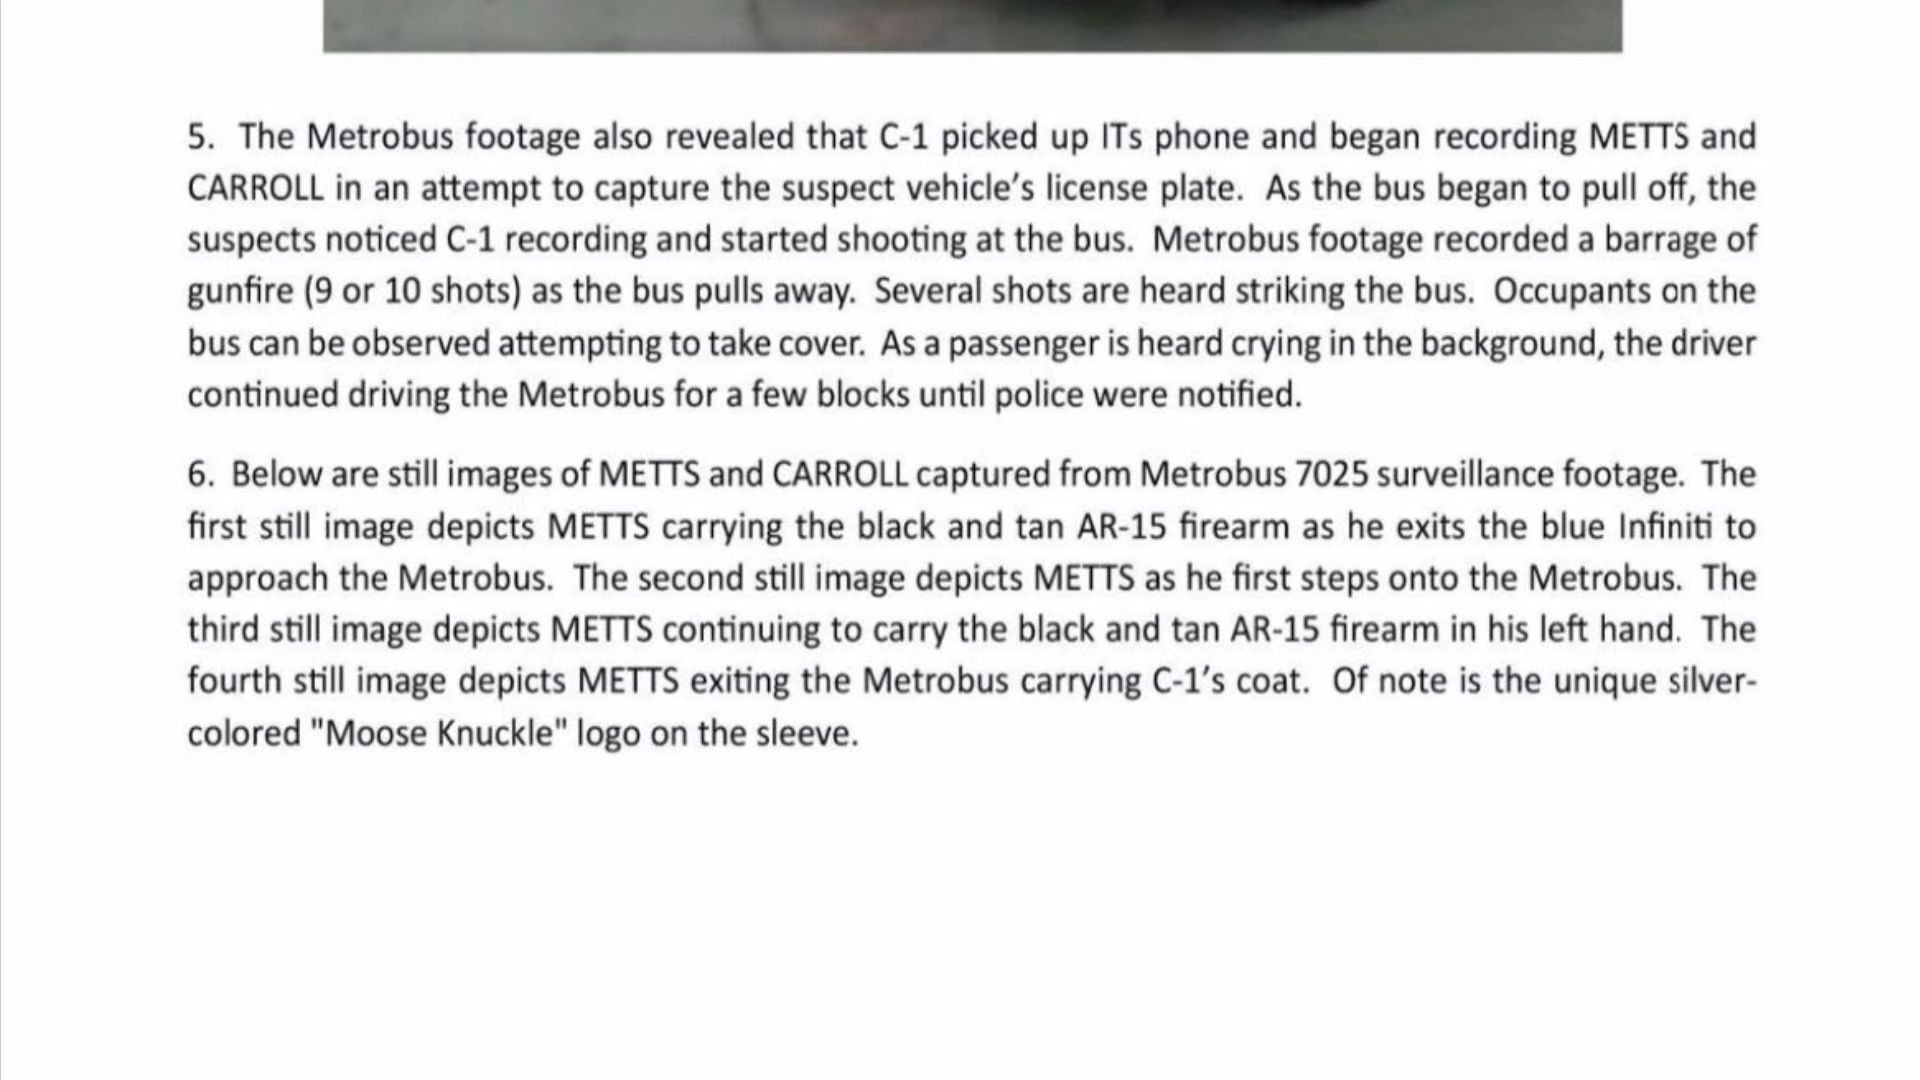 5. The Metrobus footage also revealed that C-1 picked up ITs phone and began recording METTS and
CARROLL in an attempt to capture the suspect vehicle’s license plate. As the bus began to pull off, the
suspects noticed C-1 recording and started shooting at the bus. Metrobus footage recorded a barrage of
gunfire (9 or 10 shots) as the bus pulls away. Several shots are heard striking the bus. Occupants on the
bus can be observed attempting to take cover. As a passenger is heard crying in the background, the driver
continued driving the Metrobus for a few blocks until police were notified.
6. Below are still images of METTS and CARROLL captured from Metrobus 7025 surveillance footage. The
first still image depicts METTS carrying the black and tan AR-15 firearm as he exits the blue Infiniti to
approach the Metrobus. The second still image depicts METTS as he first steps onto the Metrobus. The
third still image depicts METTS continuing to carry the black and tan AR-15 firearm in his left hand. The
fourth still image depicts METTS exiting the Metrobus carrying C-1’s coat. Of note is the unique silver-
colored "Moose Knuckle" logo on the sleeve.